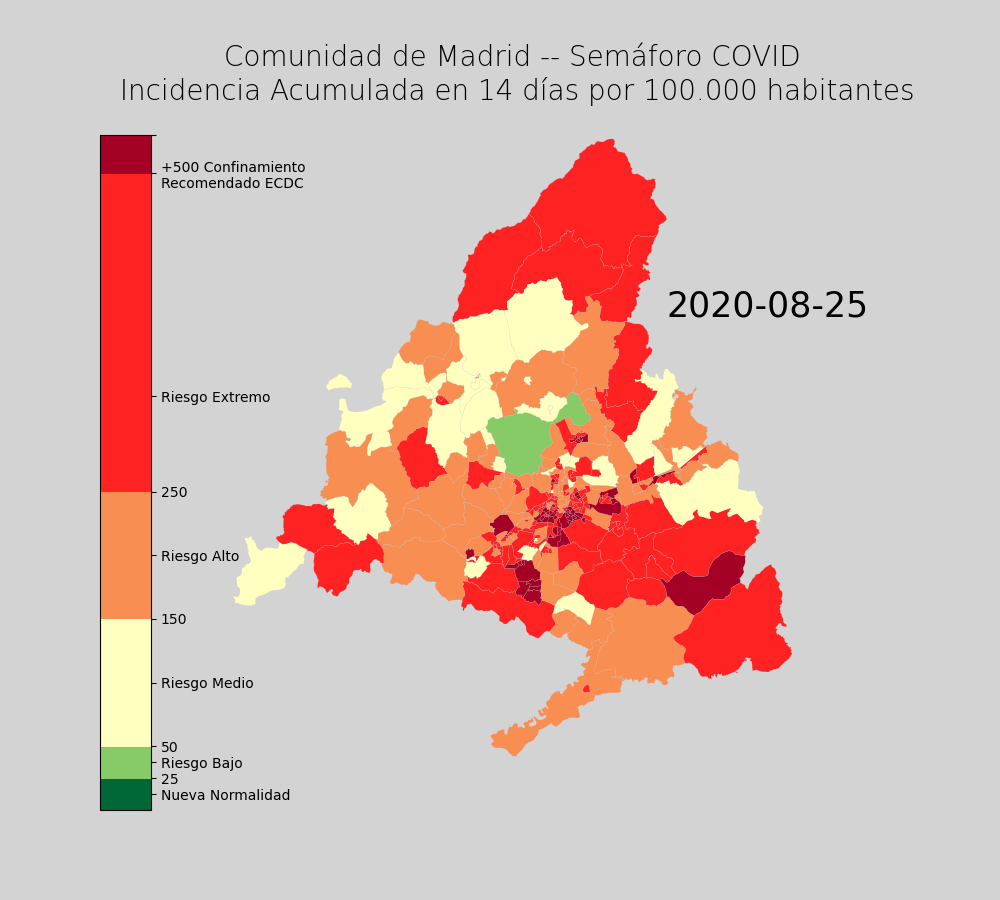 Comunidad de Madrid -- Semáforo COVID
Incidencia Acumulada en 14 días por 100.000 habitantes
+500 Confinamiento
Recomendado ECDC
2020-08-25
Riesgo Extremo
250
Riesgo Alto
150
Riesgo Medio
50
Riesgo Bajo
25
Nueva Normalidad